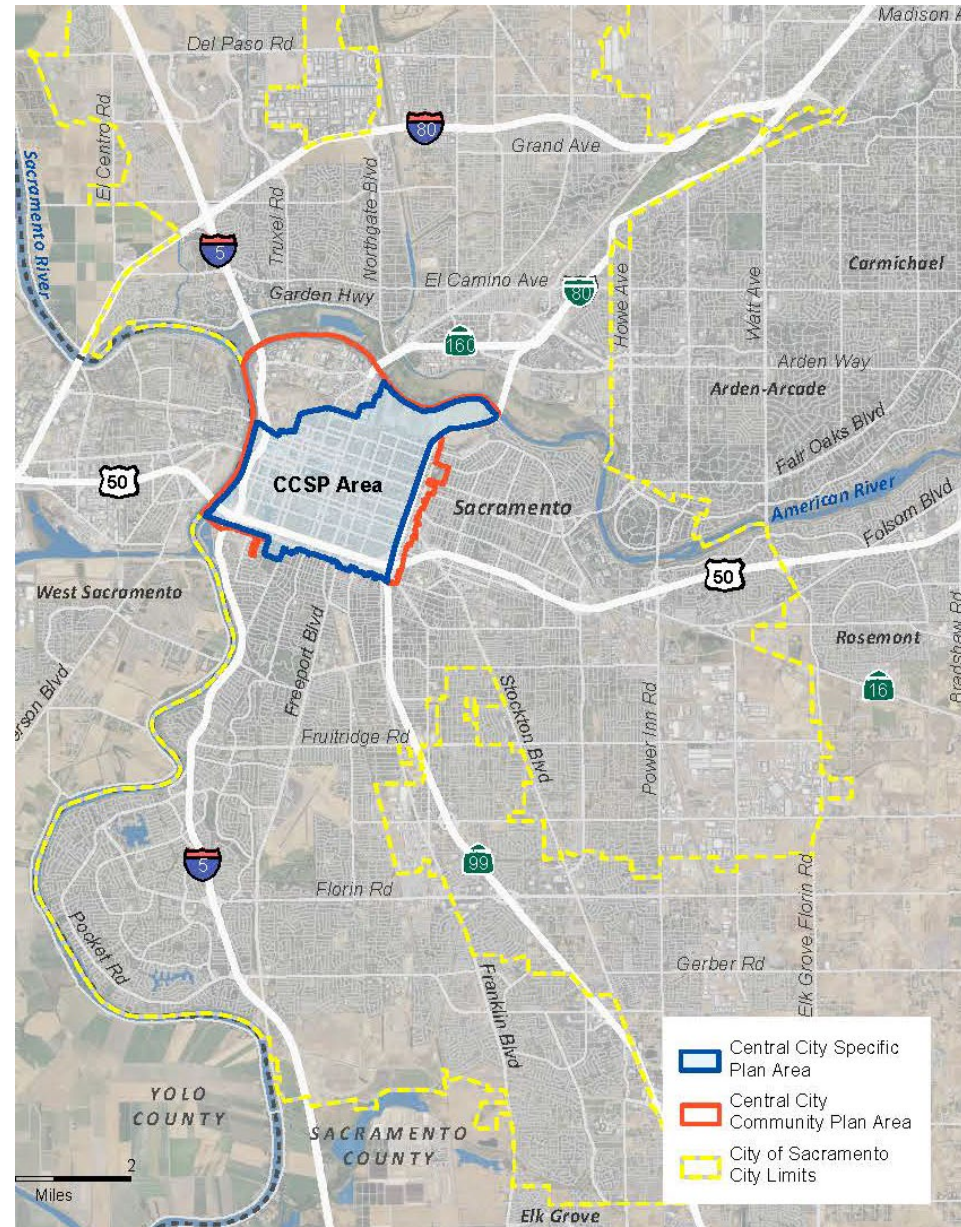 Madison A
Del Paso Rd
El Centro Rd
80
Grand Ave
Sacramento River
Truxel Rd
Northgate Blvd
5
El Camino Ave
Carmichael
Garden Hwy
80
Howe Ave
Watt Ave
160
Arden Way
Arden-Arcade
Fair Oaks Blvd
50
CCSP Area
Sacramento
American River
Folsom Blvd
50
West Sacramento
Rosemont
Bradshaw Rd
16
Freeport Blvd
erson Blvd
Stockton Blvd
Power Inn Rd
Fruitridge Rd
5
99
Florin Rd
Elk Grove Florin Rd
Pocket Rd
Gerber Rd
Franklin Blvd
YOLO
COUNTY
SACRAMENTO
COUNTY
Central City Specific
Plan Area
Central City
Community Plan Area
City of Sacramento
City Limits
2
Miles
Elk Grove